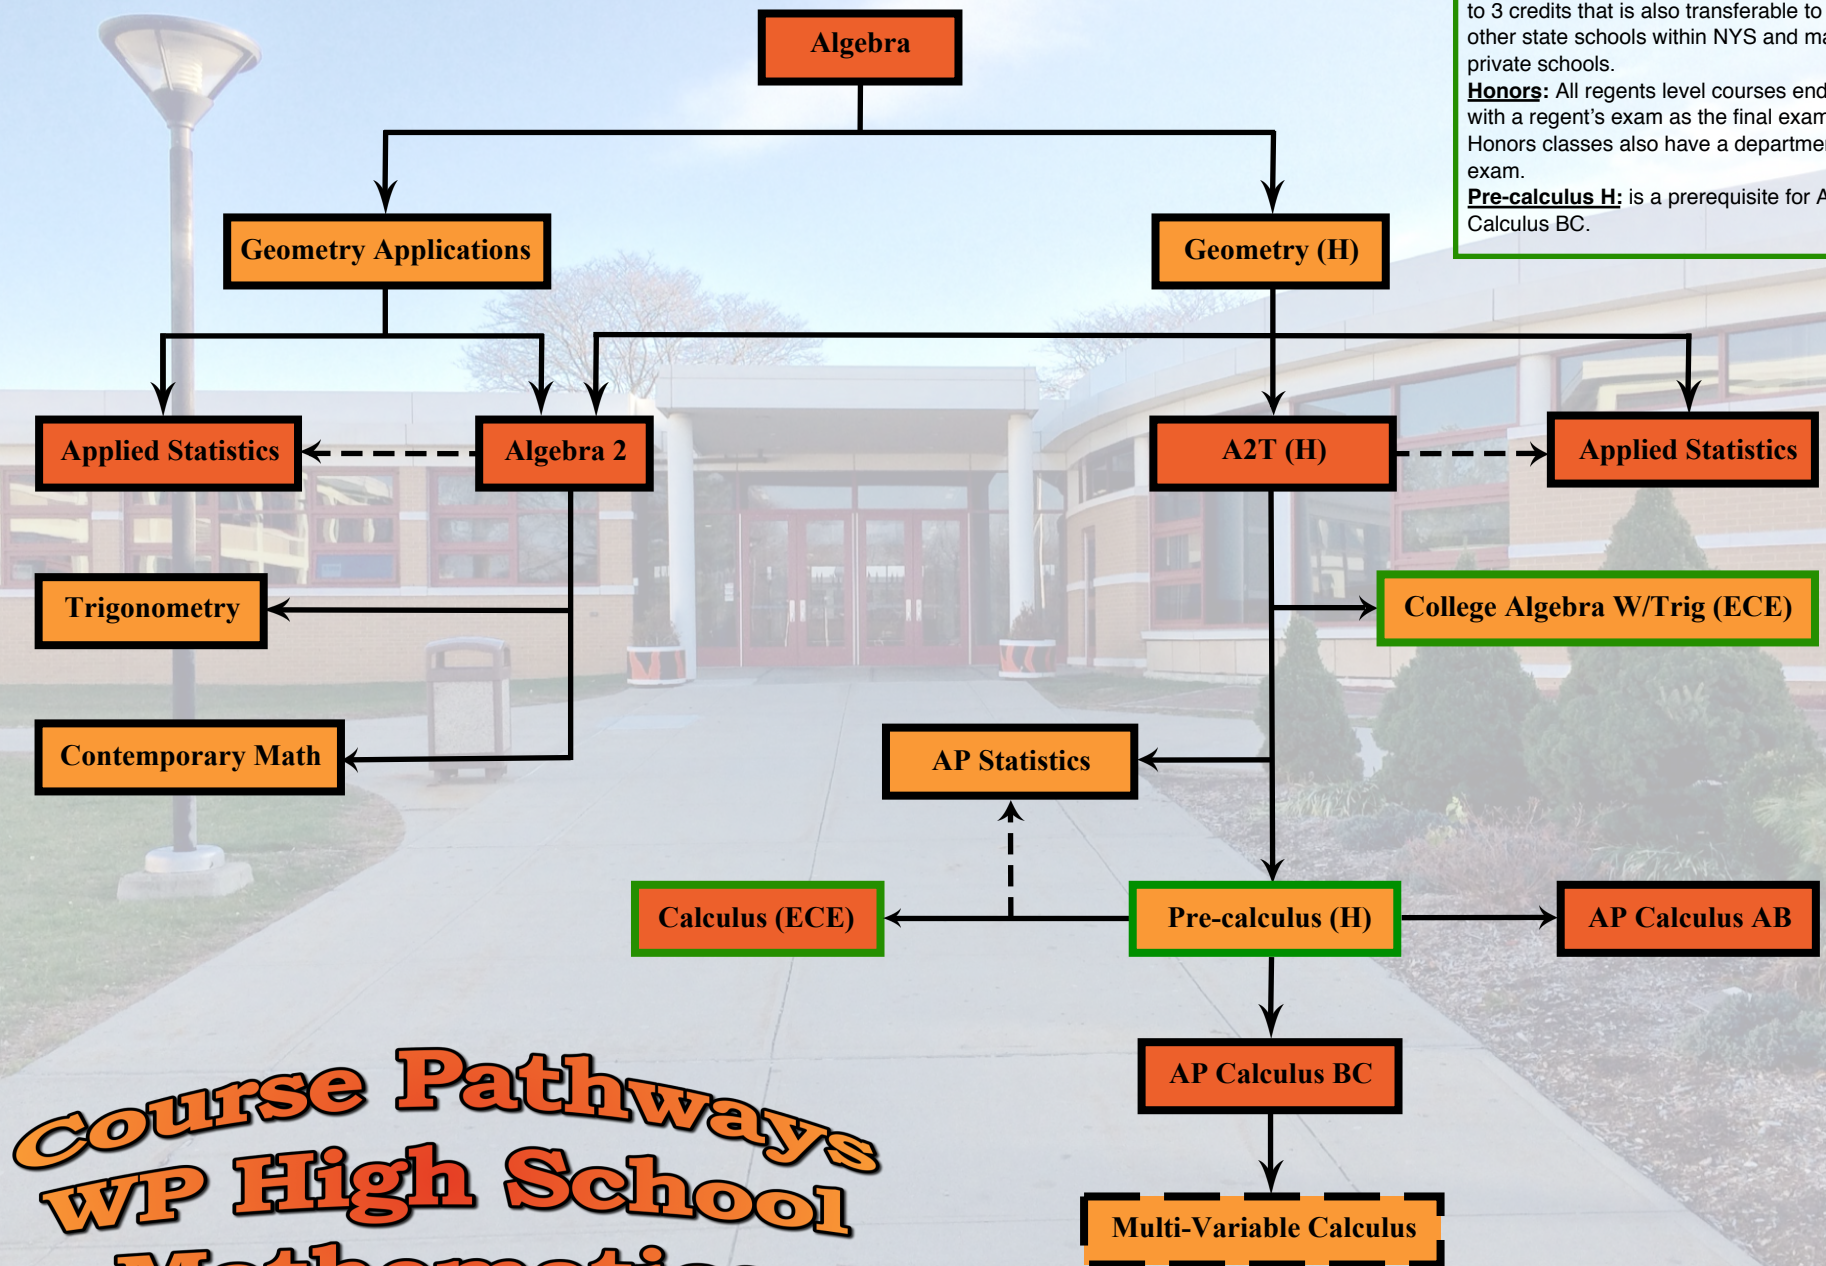 to 3 credits that is also transferable to
other state schools within NYS and
private schools.
Honors: All regents level courses end
with a regent's exam as the final exam
Honors classes also have a
exam.
Pre-calculus H: is a prerequisite for
Calculus BC.
Algebra
Geometry Applications
Geometry (H)
Applied Statistics
Algebra 2
A2T (H)
Applied Statistics
Trigonometry
College Algebra W/Trig (ECE)
Contemporary Math
AP Statistics
Calculus (ECE)
Pre-calculus (H)
AP Calculus AB
AP Calculus BC
Multi-Variable Calculus
Course Pathways
WP High School